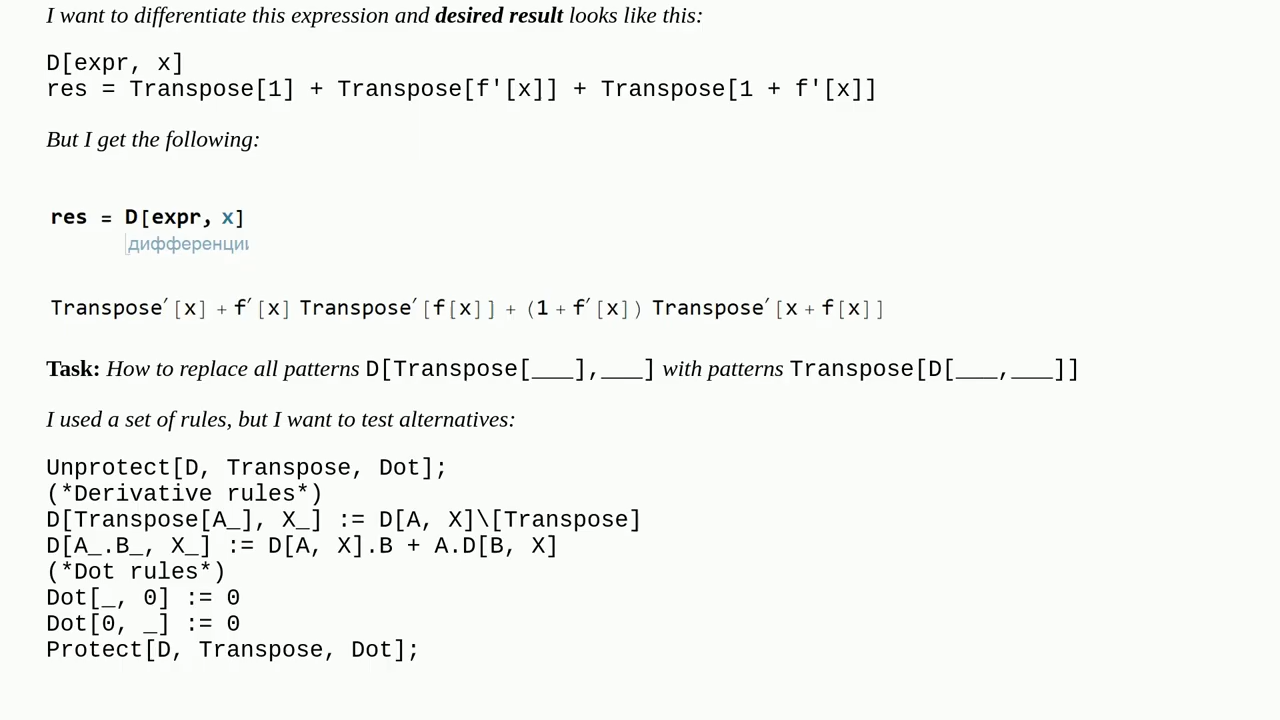 I want to differentiate this expression and desired result looks like this:
D[expr, x]
res = Transpose[1] + Transpose[f'[x]] + Transpose[1 + f'[x]]
But I get the following:
res = D[expr, x]
дифференци
Transpose′[x] + f′[x] Transpose′[f[x]] + (1 + f′[x]) Transpose′[x + f[x]]
Task: How to replace all patterns D[Transpose[___],___] with patterns Transpose[D[___,___]]
I used a set of rules, but I want to test alternatives:
Unprotect[D, Transpose, Dot];
(*Derivative rules*)
D[Transpose[A_], X_] := D[A, X]\[Transpose]
D[A_.B_, X_] := D[A, X].B + A.D[B, X]
(*Dot rules*)
Dot[_, 0] := 0
Dot[0, _] := 0
Protect[D, Transpose, Dot];